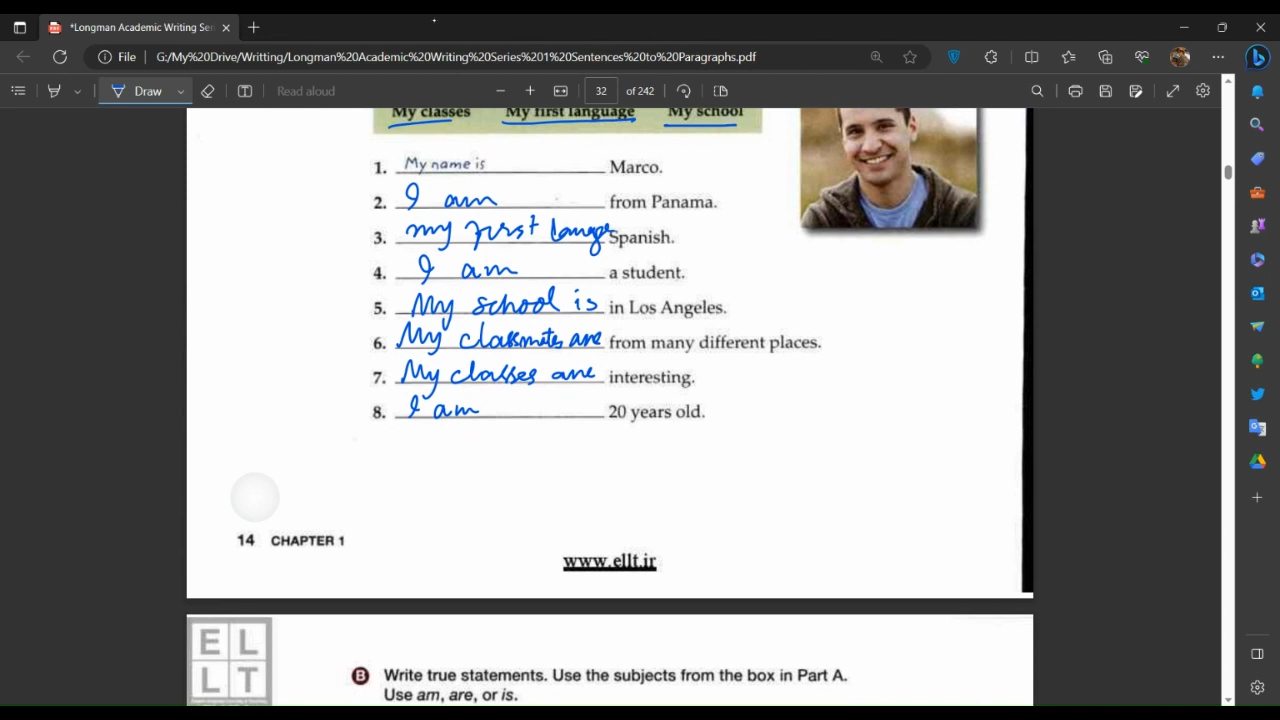 *Longman Academic Writing Ser
File G:/My%20Drive/Writting/Longman%20Academic%20Writing%20Series%201%20Sentences%20to%20Paragraphs.pdf
Draw Read aloud 32 of 242
My classes My first language My school
1. My name is Marco.
2. I am from Panama.
3. my first Spanish.
4. I am a student.
5. My school is in Los Angeles.
6. My classmates are from many different places.
7. My classes are interesting.
8. I am 20 years old.
14 CHAPTER 1
www.ellt.ir
E L
L T
B Write true statements. Use the subjects from the box in Part A.
Use am, are, or is.